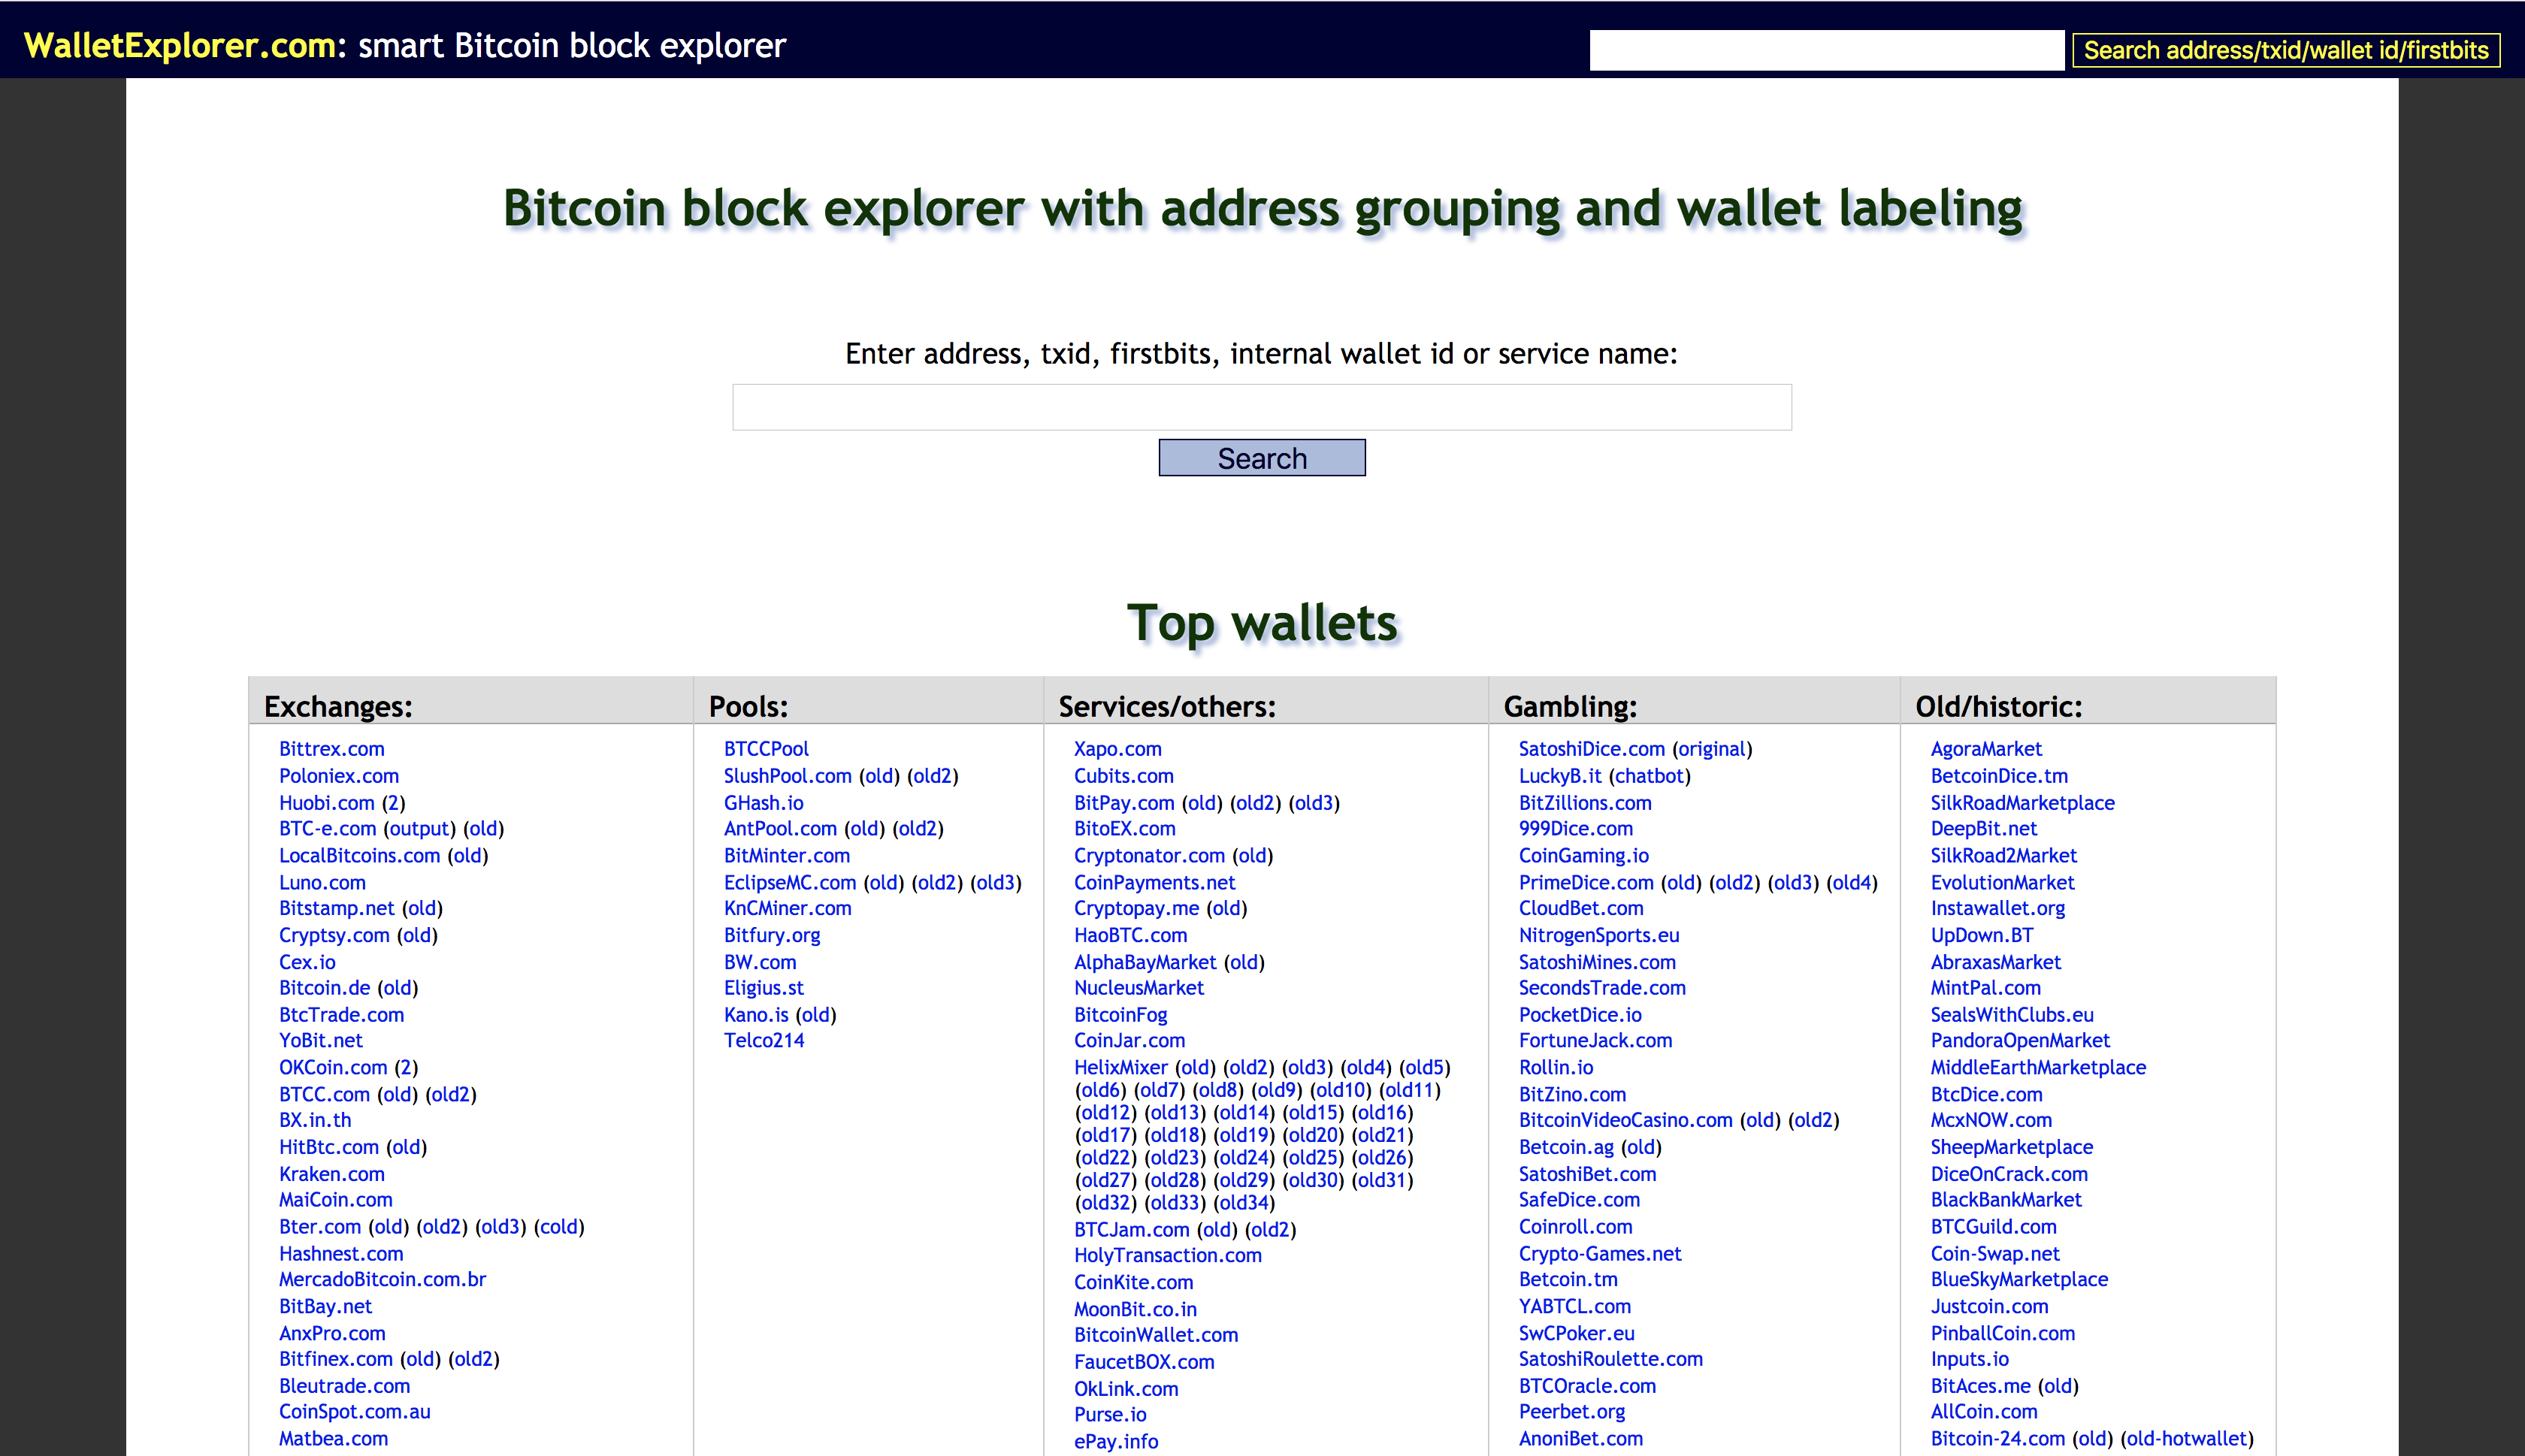 WalletExplorer.com: smart Bitcoin block explorer
Search address/txid/wallet id/firstbits
Bitcoin block explorer with address grouping and wallet labeling
Enter address, txid, firstbits, internal wallet id or service name:
Search
Top wallets
Exchanges:
Bittrex.com
Poloniex.com
Huobi.com (2)
BTC-e.com (output) (old)
LocalBitcoins.com (old)
Luno.com
Bitstamp.net (old)
Cryptsy.com (old)
Cex.io
Bitcoin.de (old)
BtcTrade.com
YoBit.net
OKCoin.com (2)
BTCC.com (old) (old2)
BX.in.th
HitBtc.com (old)
Kraken.com
MaiCoin.com
Bter.com (old) (old2) (old3) (cold)
Hashnest.com
MercadoBitcoin.com.br
BitBay.net
AnxPro.com
Bitfinex.com (old) (old2)
Bleutrade.com
CoinSpot.com.au
Matbea.com
Pools:
BTCCPool
SlushPool.com (old) (old2)
GHash.io
AntPool.com (old) (old2)
BitMinter.com
EclipseMC.com (old) (old2) (old3)
KnCMiner.com
Bitfury.org
BW.com
Eligius.st
Kano.is (old)
Telco214
Services/others:
Xapo.com
Cubits.com
BitPay.com (old) (old2) (old3)
BitoEX.com
Cryptonator.com (old)
CoinPayments.net
Cryptopay.me (old)
HaoBTC.com
AlphaBayMarket (old)
NucleusMarket
BitcoinFog
CoinJar.com
HelixMixer (old) (old2) (old3) (old4) (old5)
(old6) (old7) (old8) (old9) (old10) (old11)
(old12) (old13) (old14) (old15) (old16)
(old17) (old18) (old19) (old20) (old21)
(old22) (old23) (old24) (old25) (old26)
(old27) (old28) (old29) (old30) (old31)
(old32) (old33) (old34)
BTCJam.com (old) (old2)
HolyTransaction.com
CoinKite.com
MoonBit.co.in
BitcoinWallet.com
FaucetBOX.com
OkLink.com
Purse.io
ePay.info
Gambling:
SatoshiDice.com (original)
LuckyB.it (chatbot)
BitZillions.com
999Dice.com
CoinGaming.io
PrimeDice.com (old) (old2) (old3) (old4)
CloudBet.com
NitrogenSports.eu
SatoshiMines.com
SecondsTrade.com
PocketDice.io
FortuneJack.com
Rollin.io
BitZino.com
BitcoinVideoCasino.com (old) (old2)
Betcoin.ag (old)
SatoshiBet.com
SafeDice.com
Coinroll.com
Crypto-Games.net
Betcoin.tm
YABTCL.com
SwCPoker.eu
SatoshiRoulette.com
BTCOracle.com
Peerbet.org
AnoniBet.com
Old/historic:
AgoraMarket
BetcoinDice.tm
SilkRoadMarketplace
DeepBit.net
SilkRoad2Market
EvolutionMarket
Instawallet.org
UpDown.BT
AbraxasMarket
MintPal.com
SealsWithClubs.eu
PandoraOpenMarket
MiddleEarthMarketplace
BtcDice.com
McxNOW.com
SheepMarketplace
DiceOnCrack.com
BlackBankMarket
BTCGuild.com
Coin-Swap.net
BlueSkyMarketplace
Justcoin.com
PinballCoin.com
Inputs.io
BitAces.me (old)
AllCoin.com
Bitcoin-24.com (old) (old-hotwallet)